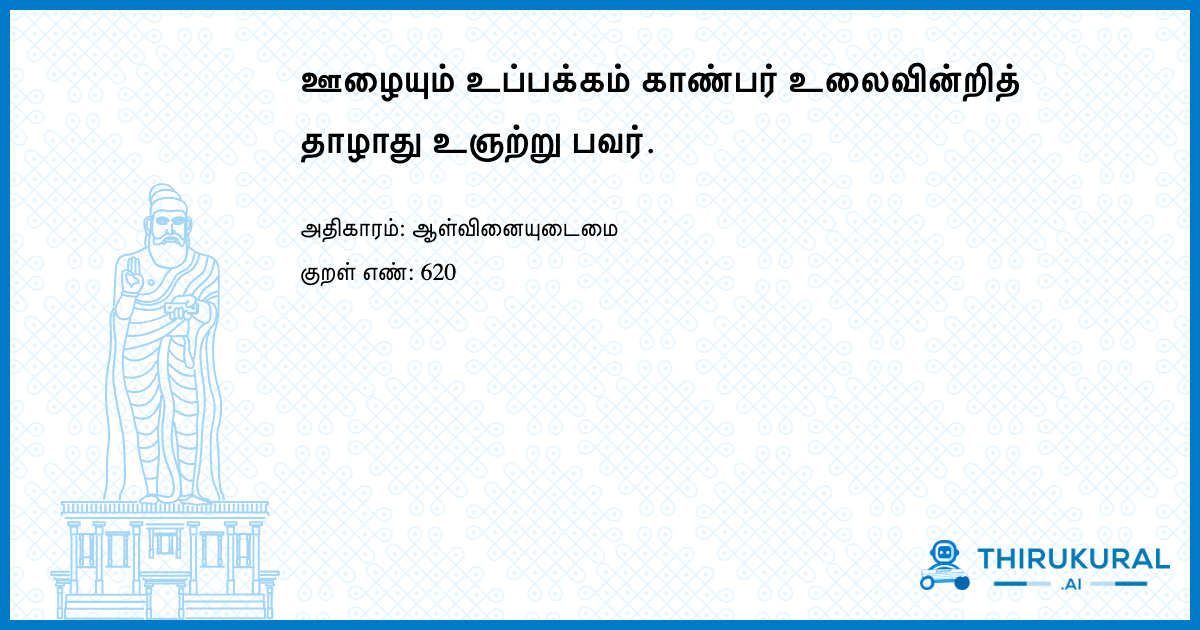 ஊழையும் உப்பக்கம் காண்பர் உலைவின்றித்
தாழாது உஞற்று பவர்.
அதிகாரம்: ஆள்வினையுடைமை
குறள் எண்: 620
THIRUKURAL
.AI